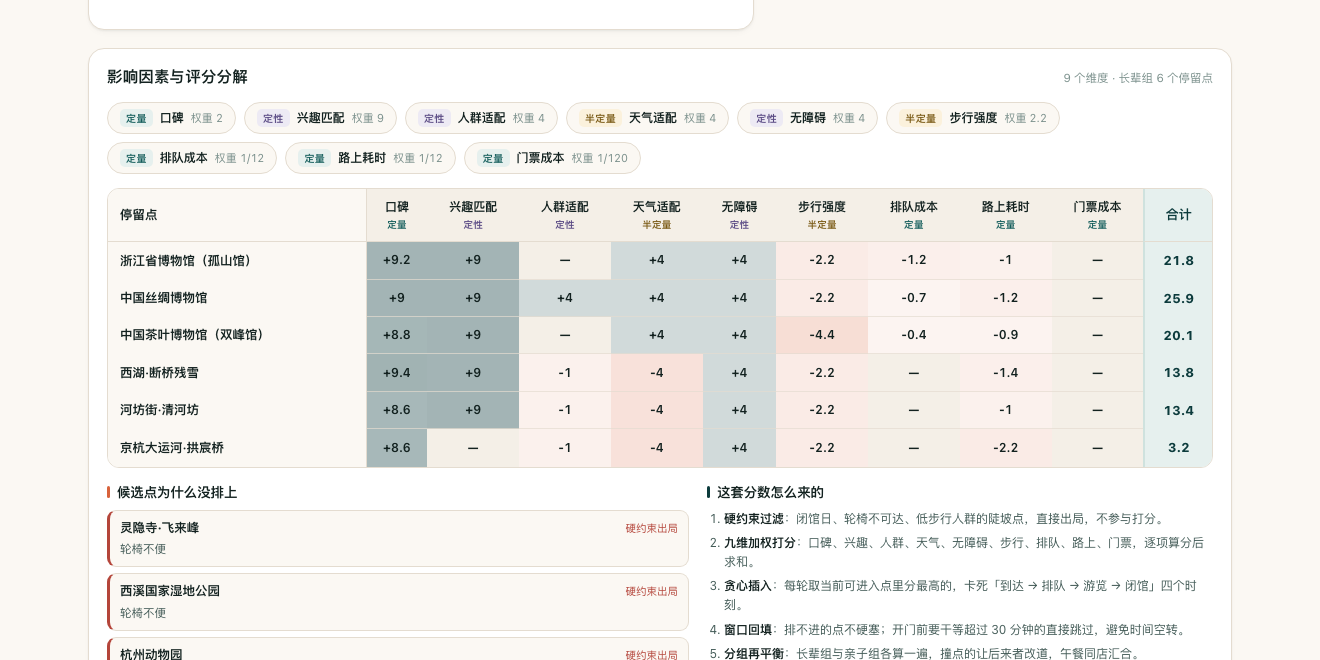 影响因素与评分分解
9 个维度 · 长辈组 6 个停留点
定量 口碑 权重 2 定性 兴趣匹配 权重 9 定性 人群适配 权重 4 半定量 天气适配 权重 4 定性 无障碍 权重 4 半定量 步行强度 权重 2.2
定量 排队成本 权重 1/12 定量 路上耗时 权重 1/12 定量 门票成本 权重 1/120
停留点 口碑 兴趣匹配 人群适配 天气适配 无障碍 步行强度 排队成本 路上耗时 门票成本 合计
定量 定性 定性 半定量 定性 半定量 定量 定量 定量
浙江省博物馆（孤山馆） +9.2 +9 — +4 +4 -2.2 -1.2 -1 — 21.8
中国丝绸博物馆 +9 +9 +4 +4 +4 -2.2 -0.7 -1.2 — 25.9
中国茶叶博物馆（双峰馆） +8.8 +9 — +4 +4 -4.4 -0.4 -0.9 — 20.1
西湖·断桥残雪 +9.4 +9 -1 -4 +4 -2.2 — -1.4 — 13.8
河坊街·清河坊 +8.6 +9 -1 -4 +4 -2.2 — -1 — 13.4
京杭大运河·拱宸桥 +8.6 — -1 -4 +4 -2.2 — -2.2 — 3.2
候选点为什么没排上
灵隐寺·飞来峰 硬约束出局
轮椅不便
西溪国家湿地公园 硬约束出局
轮椅不便
杭州动物园 硬约束出局
这套分数怎么来的
1. 硬约束过滤：闭馆日、轮椅不可达、低步行人群的陡坡点，直接出局，不参与打分。
2. 九维加权打分：口碑、兴趣、人群、天气、无障碍、步行、排队、路上、门票，逐项算分后
求和。
3. 贪心插入：每轮取当前可进入点里分最高的，卡死「到达 → 排队 → 游览 → 闭馆」四个时
刻。
4. 窗口回填：排不进的点不硬塞；开门前要干等超过 30 分钟的直接跳过，避免时间空转。
5. 分组再平衡：长辈组与亲子组各算一遍，撞点的让后来者改道，午餐同店汇合。